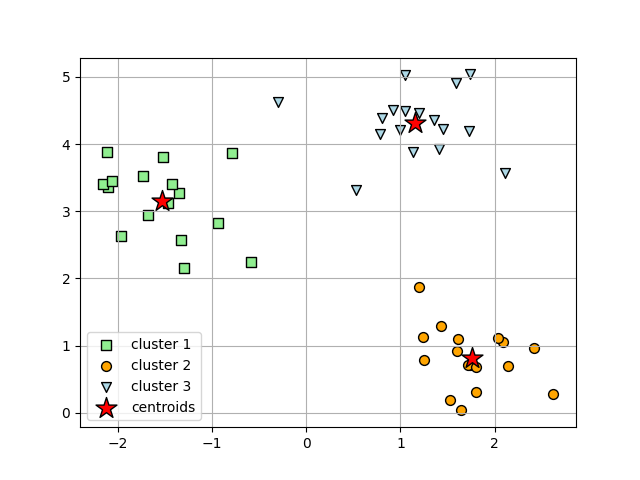 5
4
3
2
1
0
cluster 1
cluster 2
cluster 3
centroids
−2
−1
0
1
2